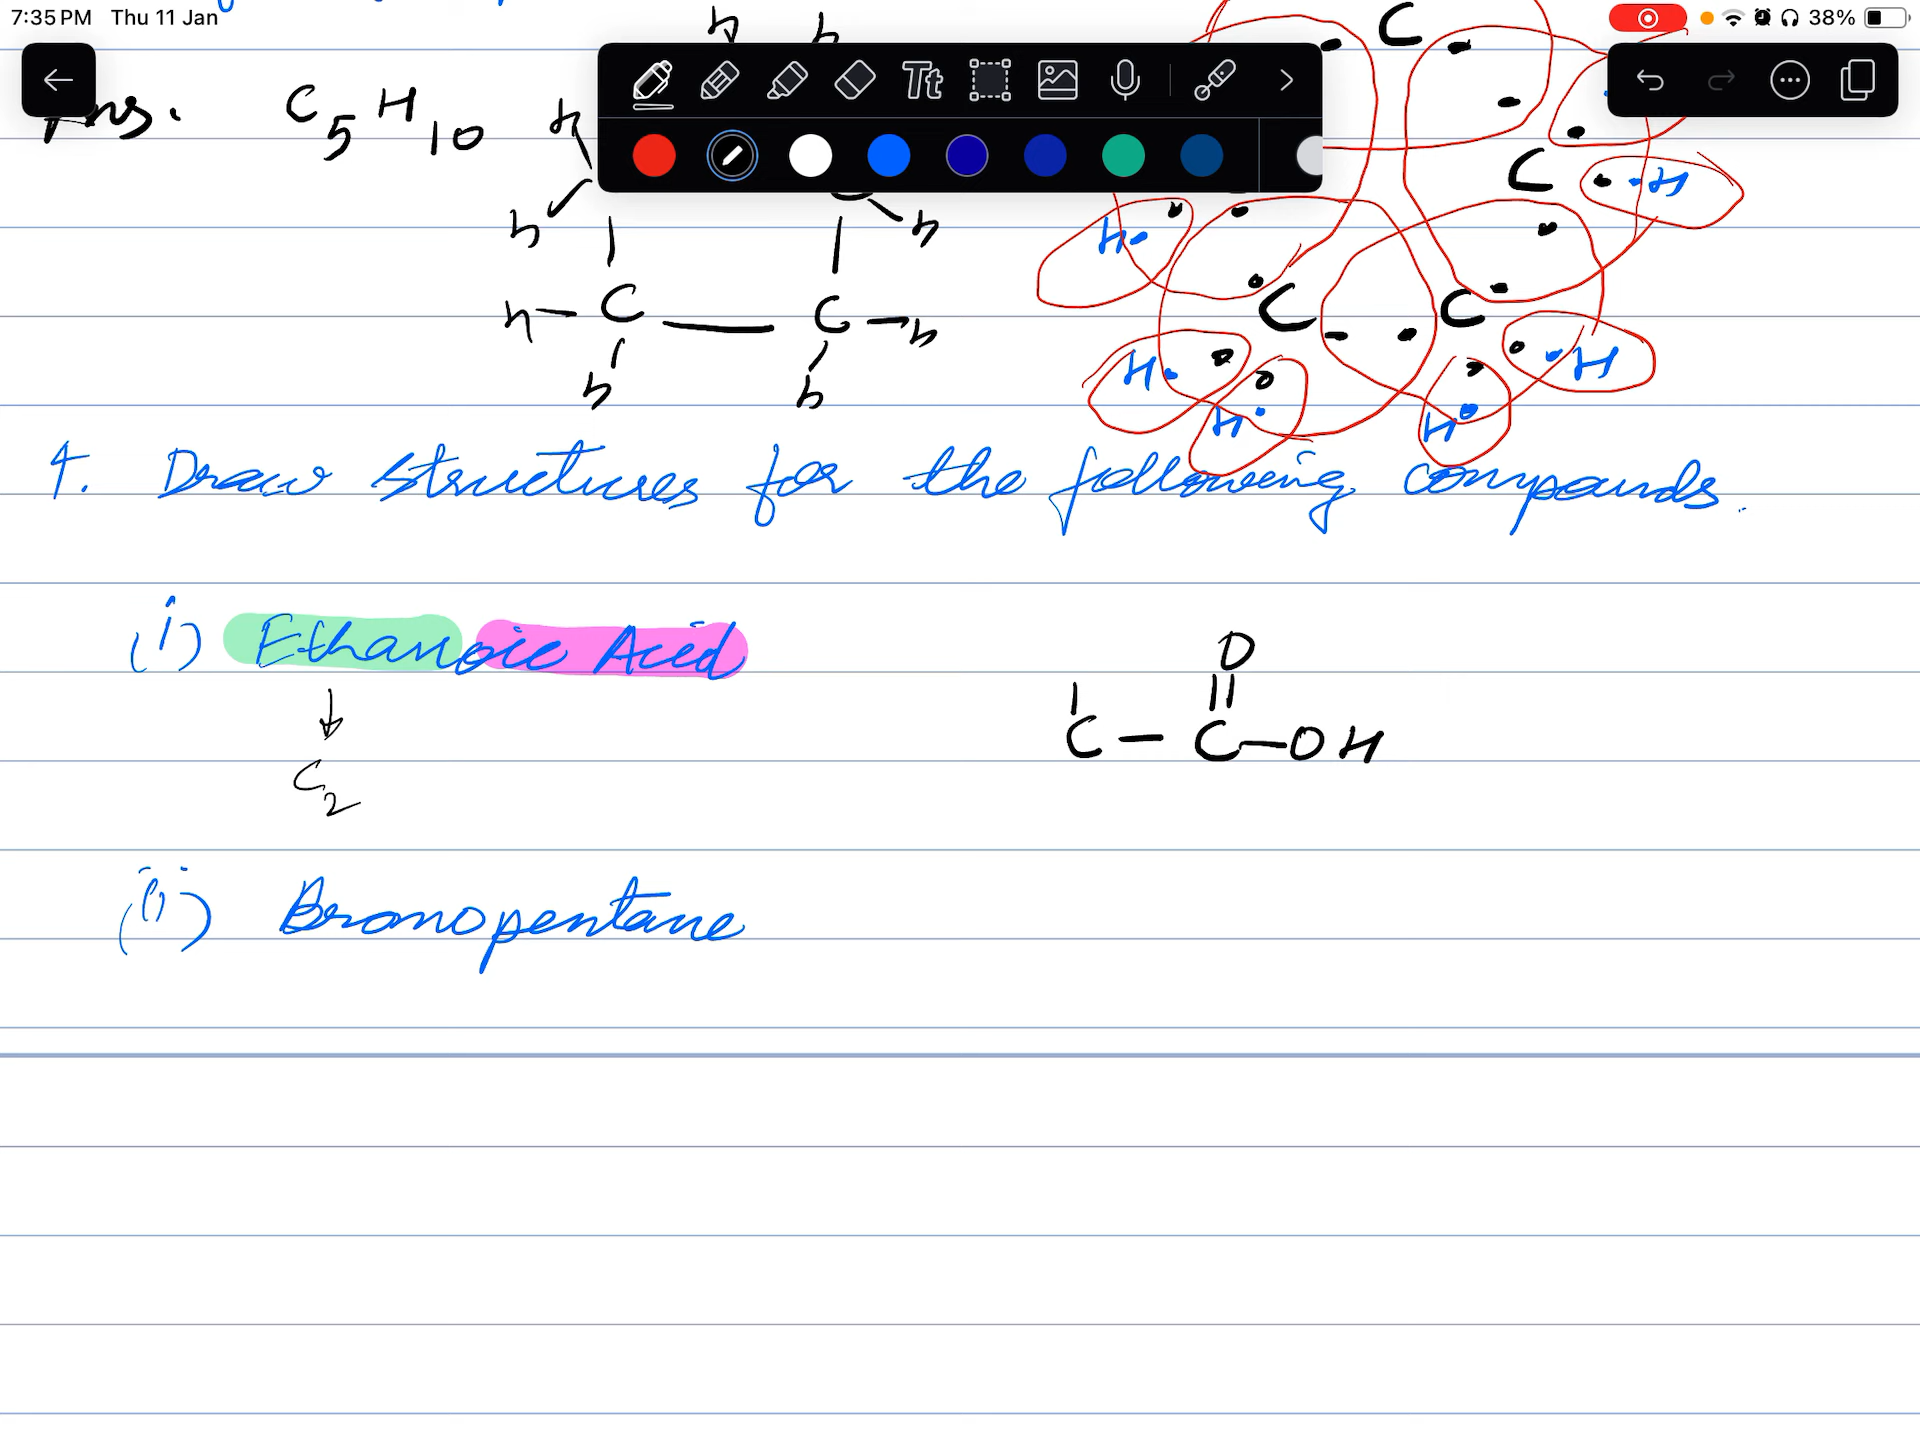 7:35 PM Thu 11 Jan 38%
Tt
Ans. C5H10
H H H
H H
H C C H
H H
C
C H
H C C H
H H H
4. Draw structures for the following compounds.
(i) Ethanoic Acid
↓
C2
O
||
C - C - OH
(ii) Bromopentane